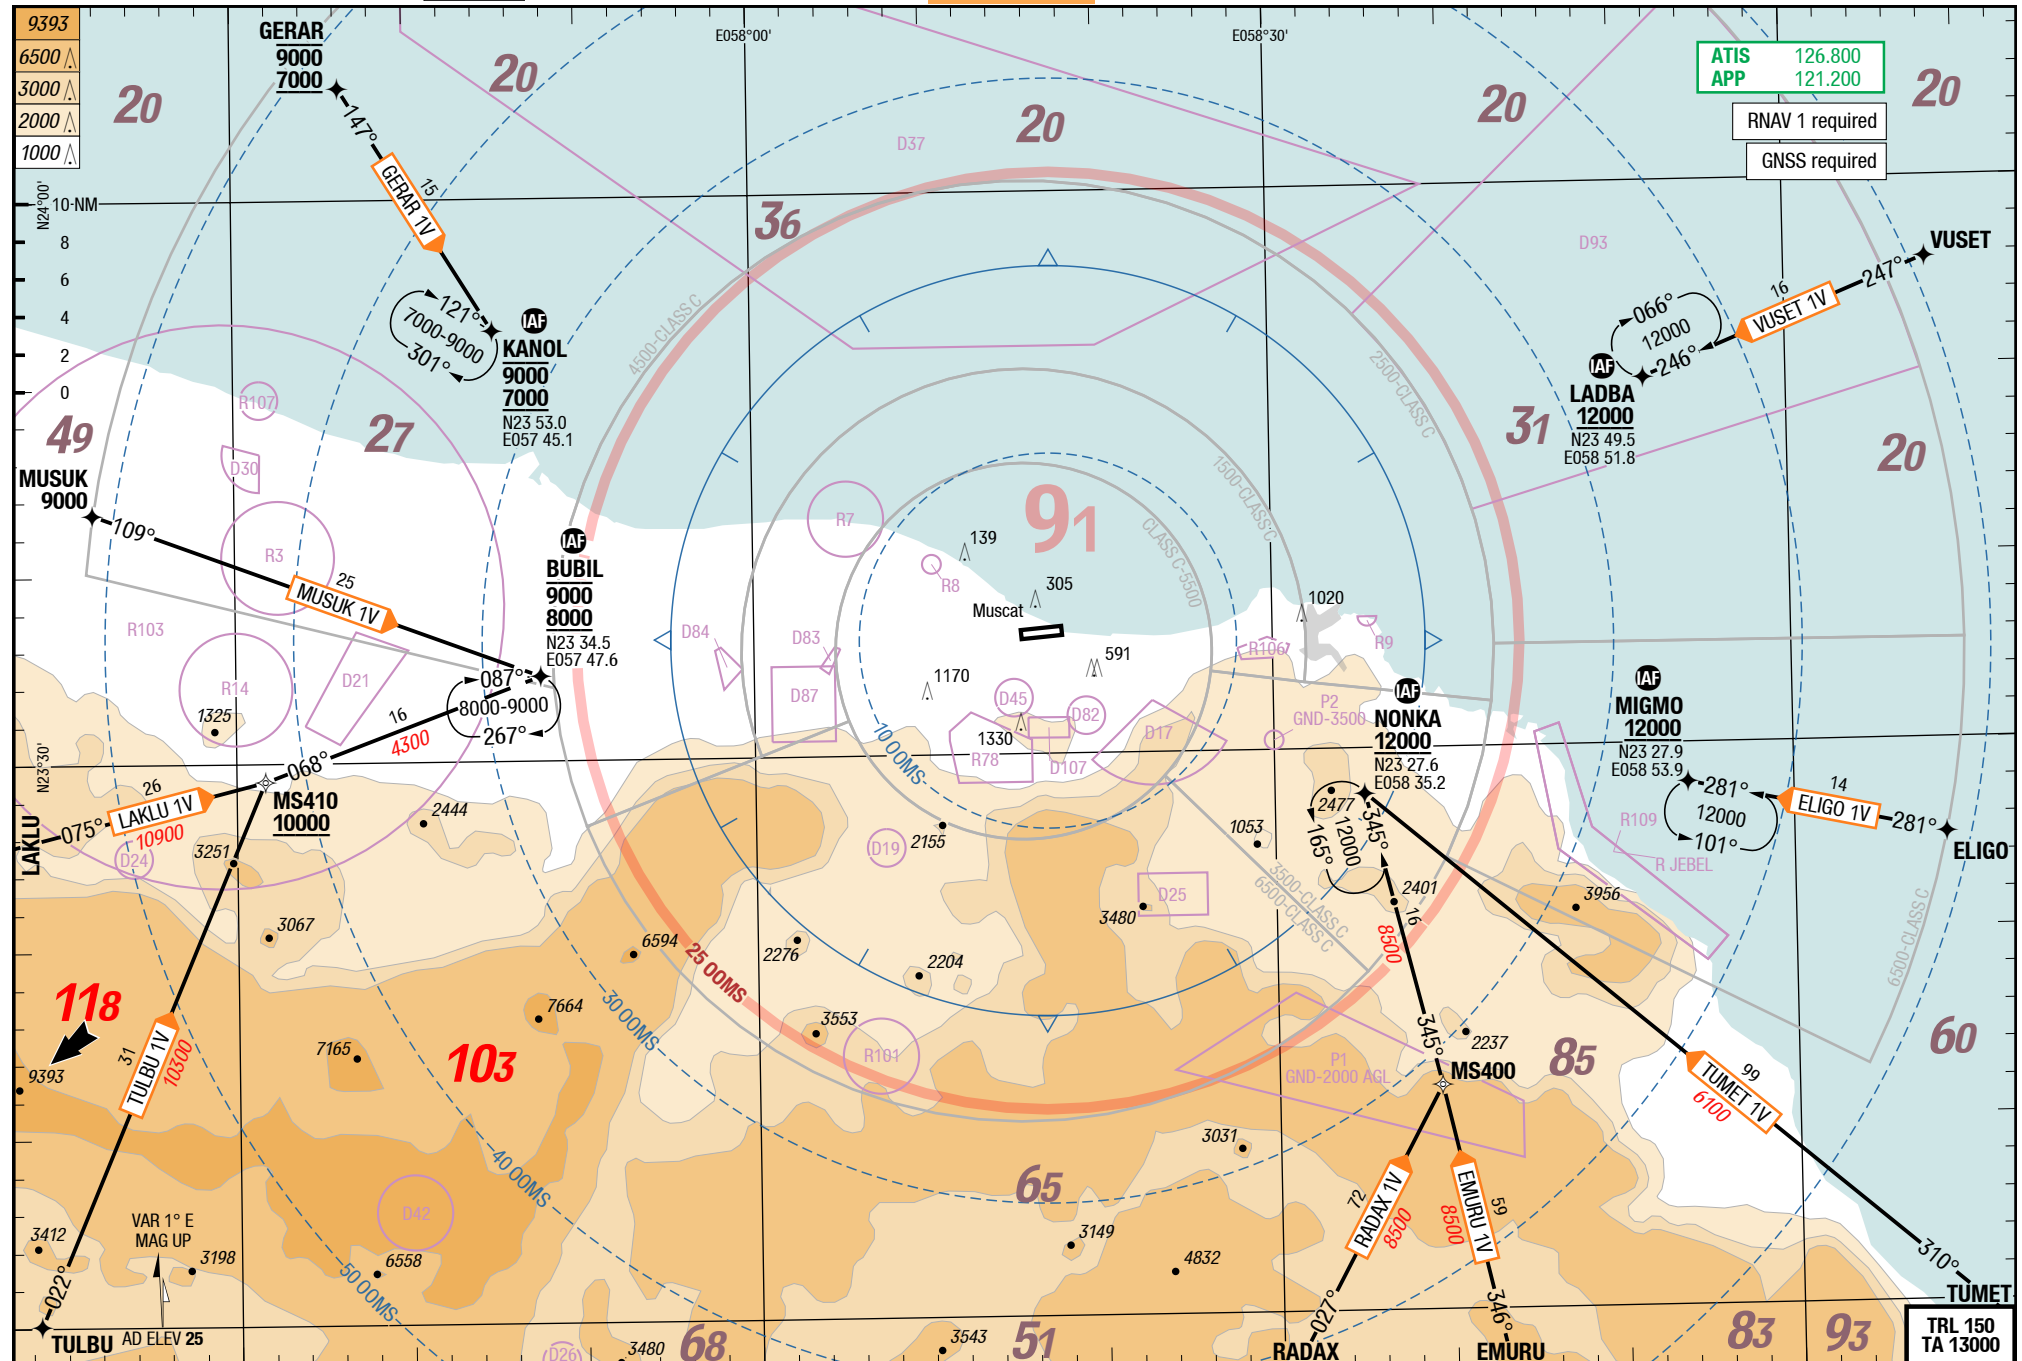 9393
6500
3000
2000
1000
GERAR
9000
7000
E058°00'
E058°30'
ATIS 126.800
APP 121.200
RNAV 1 required
GNSS required
20
20
20
20
20
147°
15
GERAR 1V
D37
N24°00'
10-NM
8
6
4
2
0
36
D93
VUSET
247°
16
VUSET 1V
066°
12000
246°
IAF
LADBA
12000
N23 49.5
E058 51.8
121°
7000-9000
301°
IAF
KANOL
9000
7000
N23 53.0
E057 45.1
4500-CLASS C
2500-CLASS C
1500-CLASS C
CLASS C-5500
R107
49
27
31
20
D30
MUSUK
9000
109°
R3
25
MUSUK 1V
91
R7
139
R8
305
Muscat
IAF
BUBIL
9000
8000
N23 34.5
E057 47.6
R103
R14
D21
1325
D84
D83
D87
1170
591
1020
R106
R9
D45
D82
1330
R78
D107
D17
P2
GND-3500
087°
8000-9000
267°
16
4300
068°
N23°30'
IAF
NONKA
12000
N23 27.6
E058 35.2
IAF
MIGMO
12000
N23 27.9
E058 53.9
281°
12000
101°
14
ELIGO 1V
281°
ELIGO
LAKLU
075°
26
LAKLU 1V
10900
MS410
10000
D24
3251
2444
3067
10 00MS
2155
D19
2477
345°
12000
165°
1053
R109
R JEBEL
3500-CLASS C
6500-CLASS C
D25
3480
2401
16
8500
3956
6594
2276
2204
25 00MS
7664
3553
30 00MS
R101
6500-CLASS C
118
9393
31
TULBU 1V
10300
7165
103
345°
2237
P1
GND-2000 AGL
MS400
85
60
99
TUMET 1V
6100
3031
65
40 00MS
D42
72
RADAX 1V
8500
59
EMURU 1V
8500
3412
VAR 1° E
MAG UP
3198
6558
50 00MS
3149
4832
310°
TUMET
022°
TULBU
AD ELEV 25
D26
3480
68
3543
51
027°
RADAX
346°
EMURU
83
93
TRL 150
TA 13000